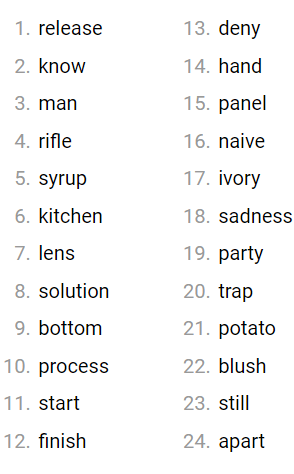 1. release
2. know
3. man
4. rifle
5. syrup
6. kitchen
7. lens
8. solution
9. bottom
10. process
11. start
12. finish
13. deny
14. hand
15. panel
16. naive
17. ivory
18. sadness
19. party
20. trap
21. potato
22. blush
23. still
24. apart